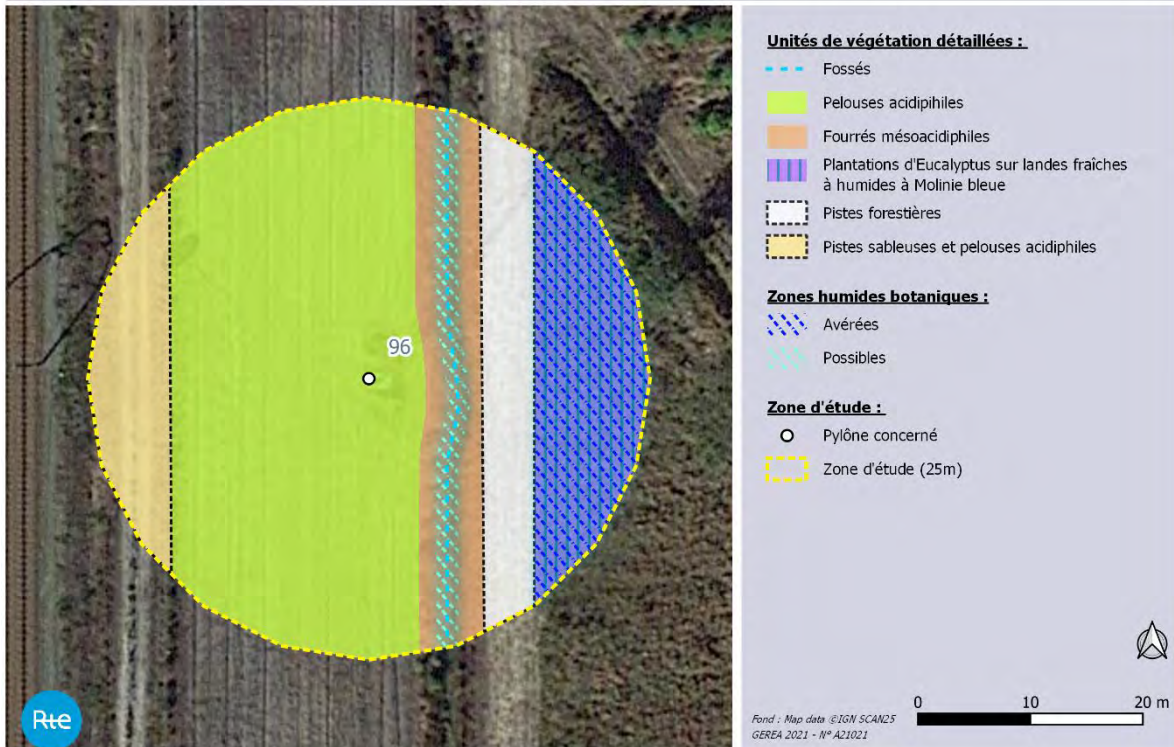 96
Rte
Unités de végétation détaillées :
Fossés
Pelouses acidipihiles
Fourrés mésoacidiphiles
Plantations d'Eucalyptus sur landes fraîches
à humides à Molinie bleue
Pistes forestières
Pistes sableuses et pelouses acidiphiles
Zones humides botaniques :
Avérées
Possibles
Zone d'étude :
Pylône concerné
Zone d'étude (25m)
0 10 20 m
Fond : Map data ©IGN SCAN25
GEREA 2021 - N° A21021